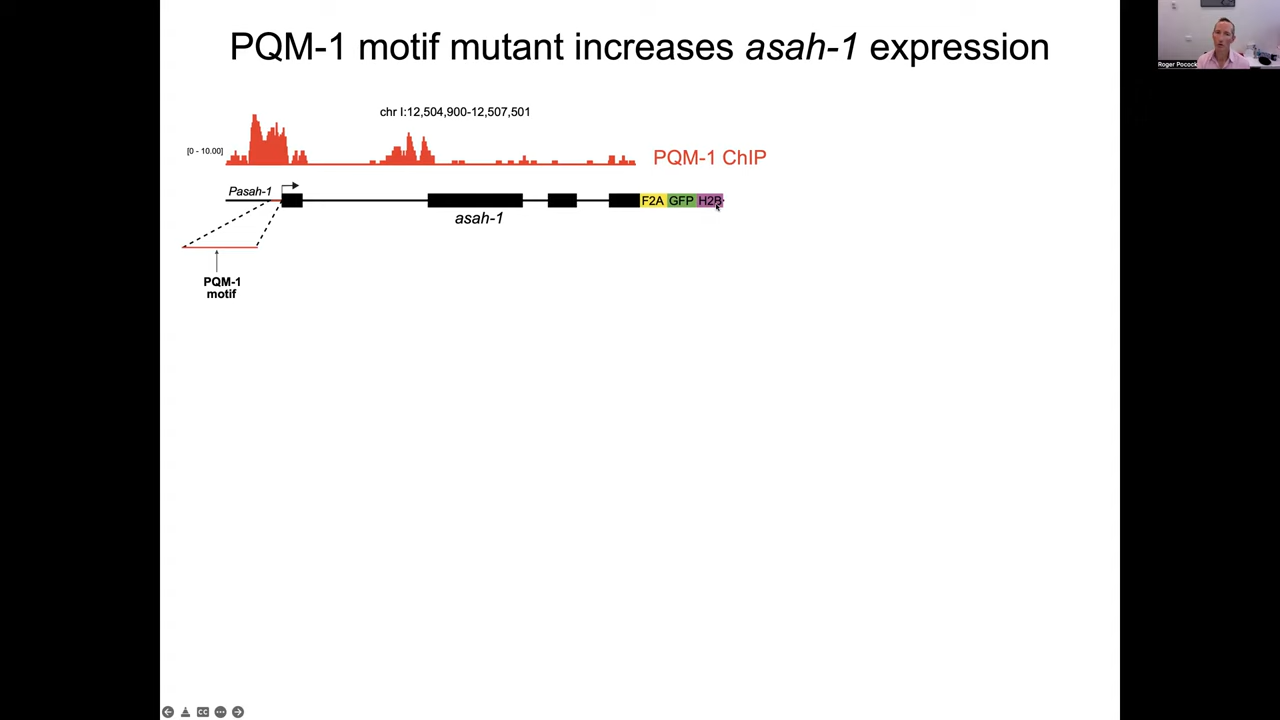 PQM-1 motif mutant increases asah-1 expression
Roger Pocock
chr I:12,504,900-12,507,501
[0 - 10.00]
PQM-1 ChIP
Pasah-1
F2A GFP H2B
asah-1
PQM-1
motif
CC